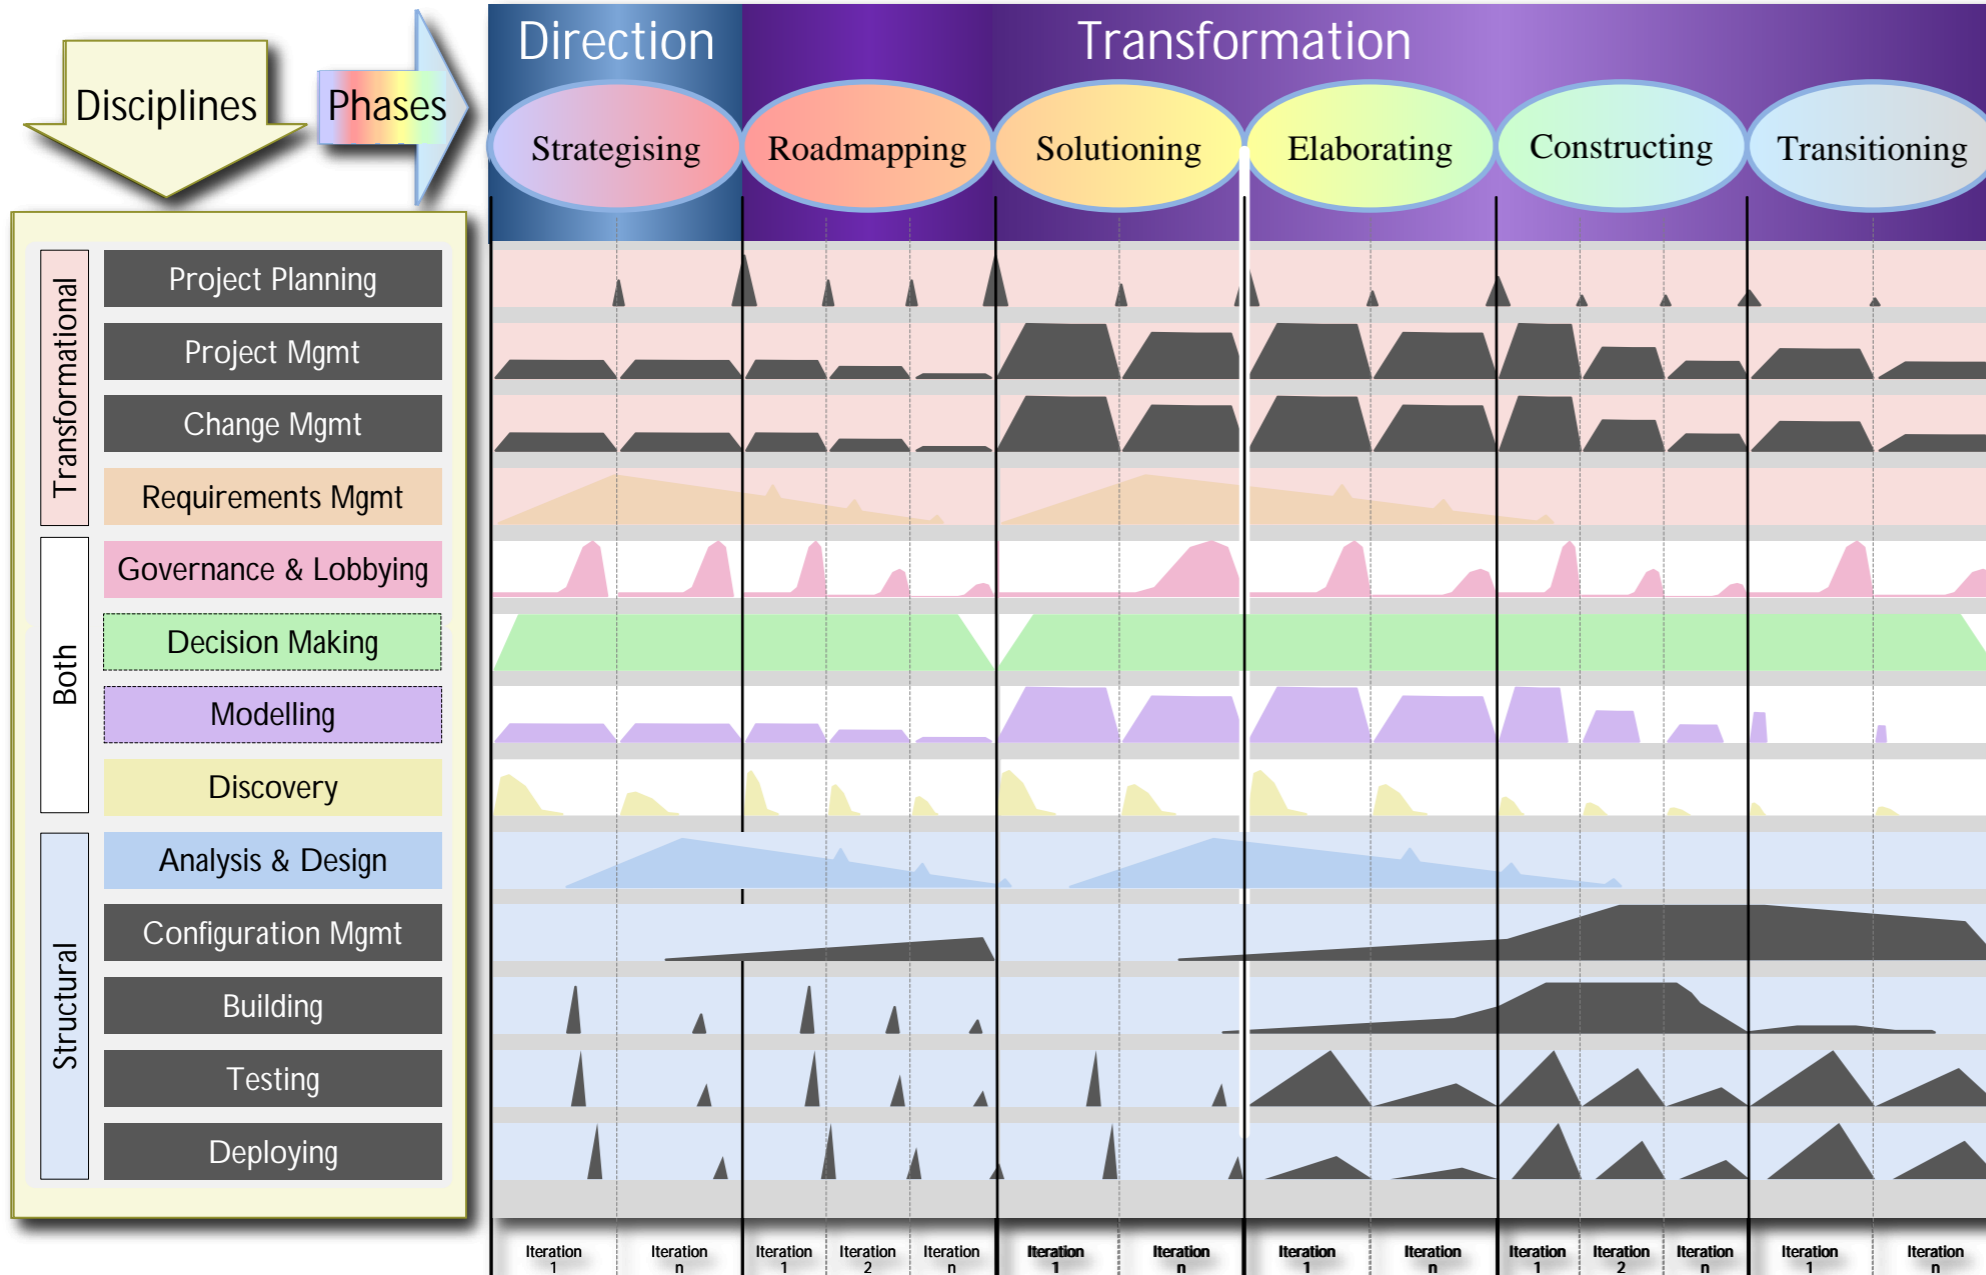 Direction
Transformation
Disciplines
Phases
Strategising
Roadmapping
Solutioning
Elaborating
Constructing
Transitioning
Transformational
Project Planning
Project Mgmt
Change Mgmt
Requirements Mgmt
Both
Governance & Lobbying
Decision Making
Modelling
Discovery
Structural
Analysis & Design
Configuration Mgmt
Building
Testing
Deploying
Iteration
1
Iteration
n
Iteration
1
Iteration
2
Iteration
n
Iteration
1
Iteration
n
Iteration
1
Iteration
n
Iteration
1
Iteration
2
Iteration
n
Iteration
1
Iteration
n